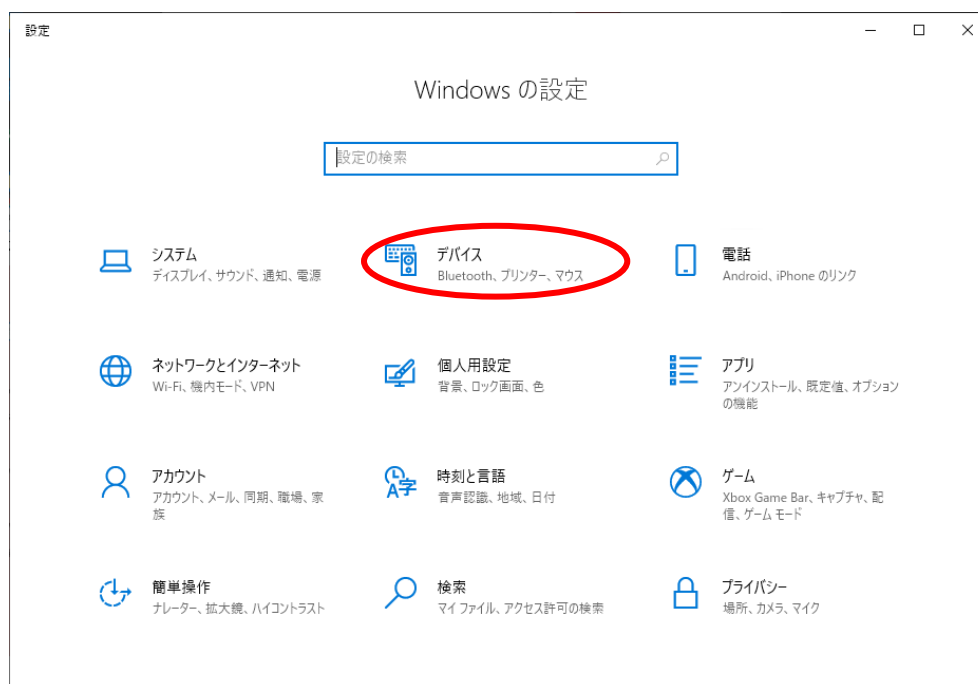 設定
Windows の設定
設定の検索
システム
ディスプレイ、サウンド、通知、電源
デバイス
Bluetooth、プリンター、マウス
電話
Android、iPhone のリンク
ネットワークとインターネット
Wi-Fi、機内モード、VPN
個人用設定
背景、ロック画面、色
アプリ
アンインストール、既定値、オプション
の機能
アカウント
アカウント、メール、同期、職場、家
族
時刻と言語
音声認識、地域、日付
ゲーム
Xbox Game Bar、キャプチャ、配
信、ゲーム モード
簡単操作
ナレーター、拡大鏡、ハイコントラスト
検索
マイ ファイル、アクセス許可の検索
プライバシー
場所、カメラ、マイク